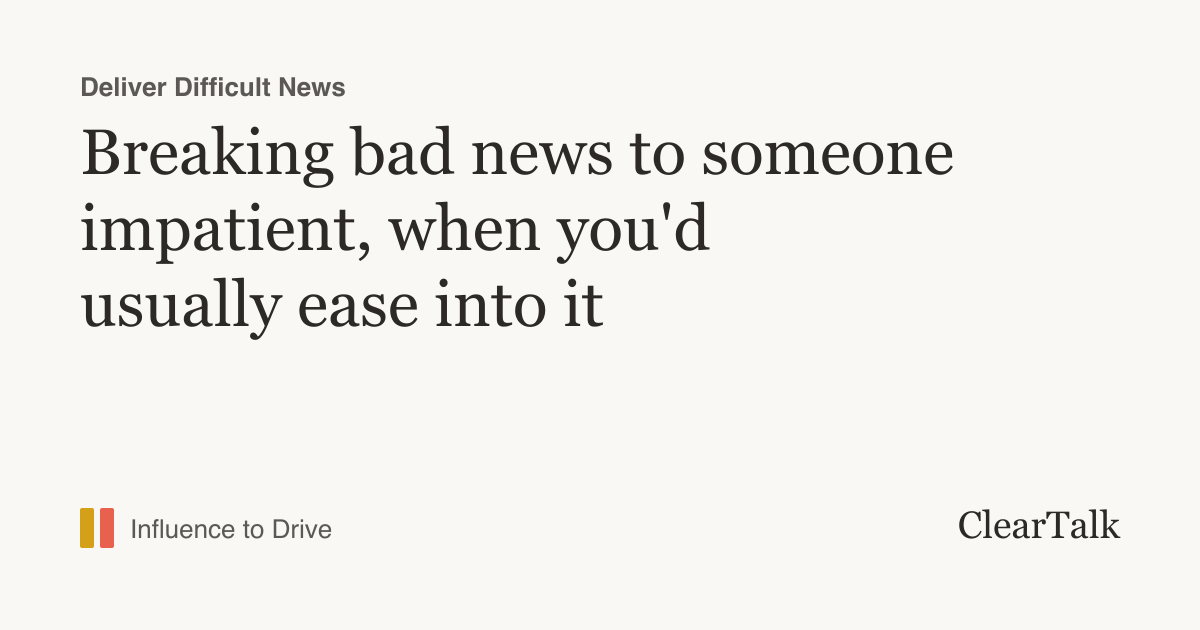 Deliver Difficult News
Breaking bad news to someone
impatient, when you'd
usually ease into it
Influence to Drive
ClearTalk